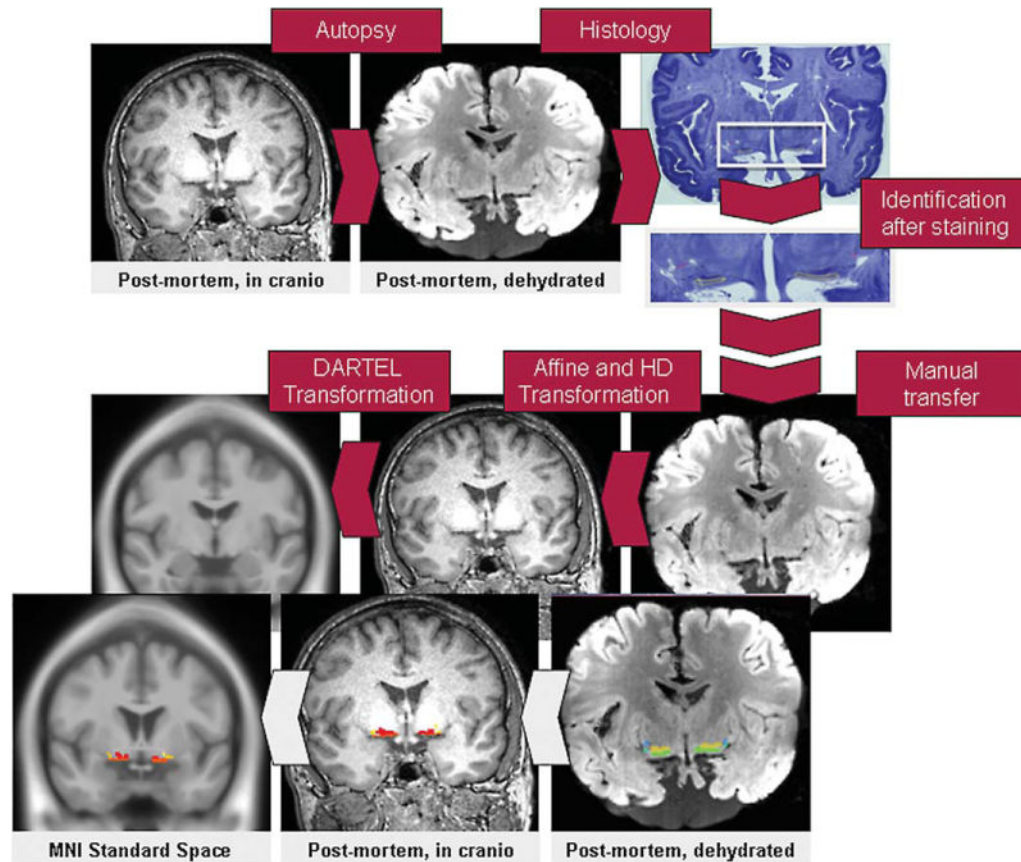 Autopsy
Histology
Post-mortem, in cranio
Post-mortem, dehydrated
Identification
after staining
DARTEL
Transformation
Affine and HD
Transformation
Manual
transfer
MNI Standard Space
Post-mortem, in cranio
Post-mortem, dehydrated